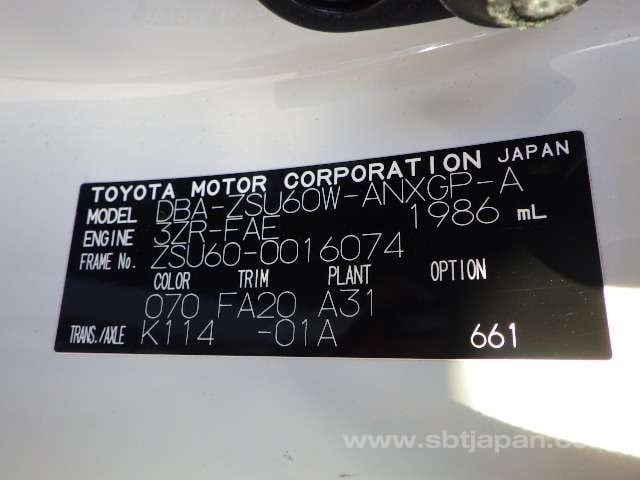 TOYOTA MOTOR CORPORATION JAPAN
MODEL DBA-ZSU60W-ANXGP-A
ENGINE 3ZR-FAE 1986 mL
FRAME No. ZSU60-0016074
COLOR TRIM PLANT OPTION
070 FA20 A31
TRANS./AXLE K114 -01A 661
www.sbtjapan.com